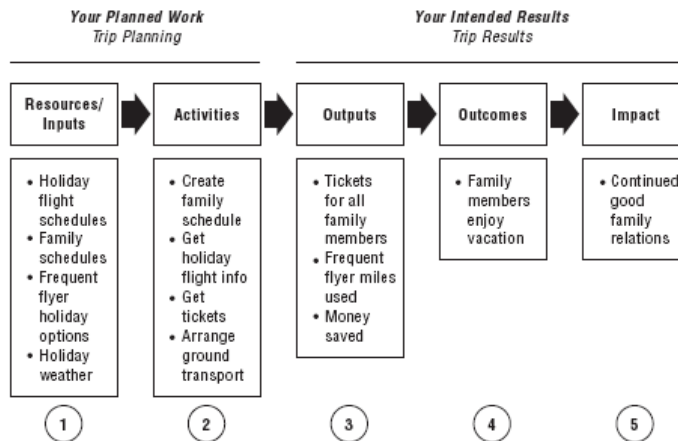 Your Planned Work
Trip Planning
Your Intended Results
Trip Results
Resources/
Inputs
Activities
Outputs
Outcomes
Impact
• Holiday
flight
schedules
• Family
schedules
• Frequent
flyer
holiday
options
• Holiday
weather
• Create
family
schedule
• Get
holiday
flight info
• Get
tickets
• Arrange
ground
transport
• Tickets
for all
family
members
• Frequent
flyer miles
used
• Money
saved
• Family
members
enjoy
vacation
• Continued
good
family
relations
1
2
3
4
5